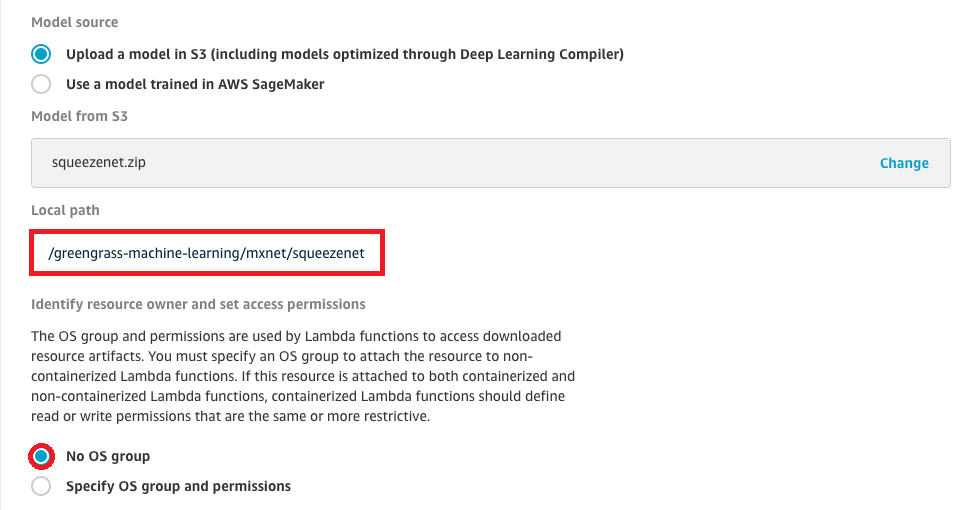 Model source
Upload a model in S3 (including models optimized through Deep Learning Compiler)
Use a model trained in AWS SageMaker
Model from S3
squeezenet.zip
Change
Local path
/greengrass-machine-learning/mxnet/squeezenet
Identify resource owner and set access permissions
The OS group and permissions are used by Lambda functions to access downloaded
resource artifacts. You must specify an OS group to attach the resource to non-
containerized Lambda functions. If this resource is attached to both containerized and
non-containerized Lambda functions, containerized Lambda functions should define
read or write permissions that are the same or more restrictive.
No OS group
Specify OS group and permissions